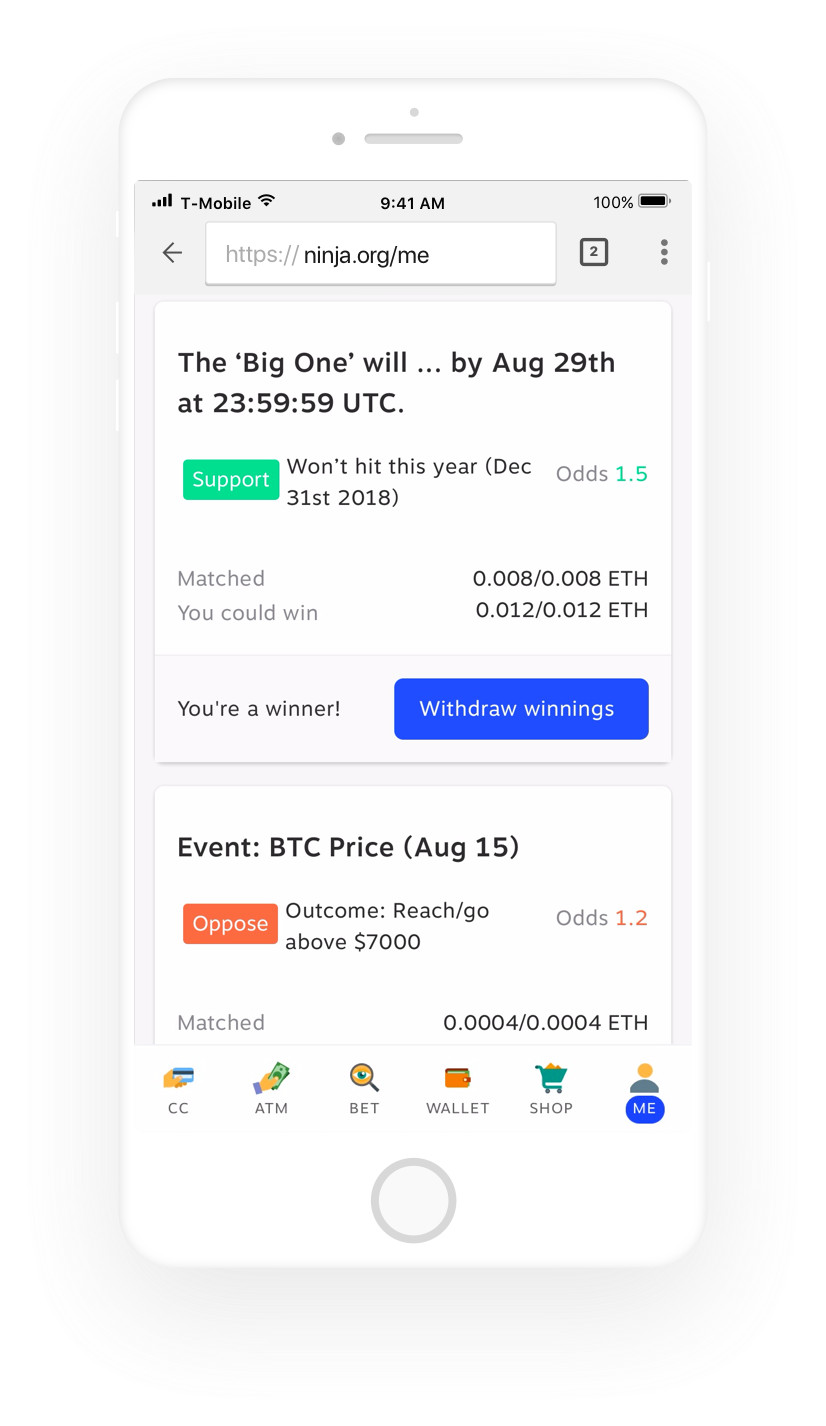 T-Mobile 9:41 AM 100%
https:// ninja.org/me 2
The ‘Big One’ will ... by Aug 29th
at 23:59:59 UTC.
Support Won’t hit this year (Dec Odds 1.5
31st 2018)
Matched 0.008/0.008 ETH
You could win 0.012/0.012 ETH
You're a winner! Withdraw winnings
Event: BTC Price (Aug 15)
Oppose Outcome: Reach/go Odds 1.2
above $7000
Matched 0.0004/0.0004 ETH
CC ATM BET WALLET SHOP ME